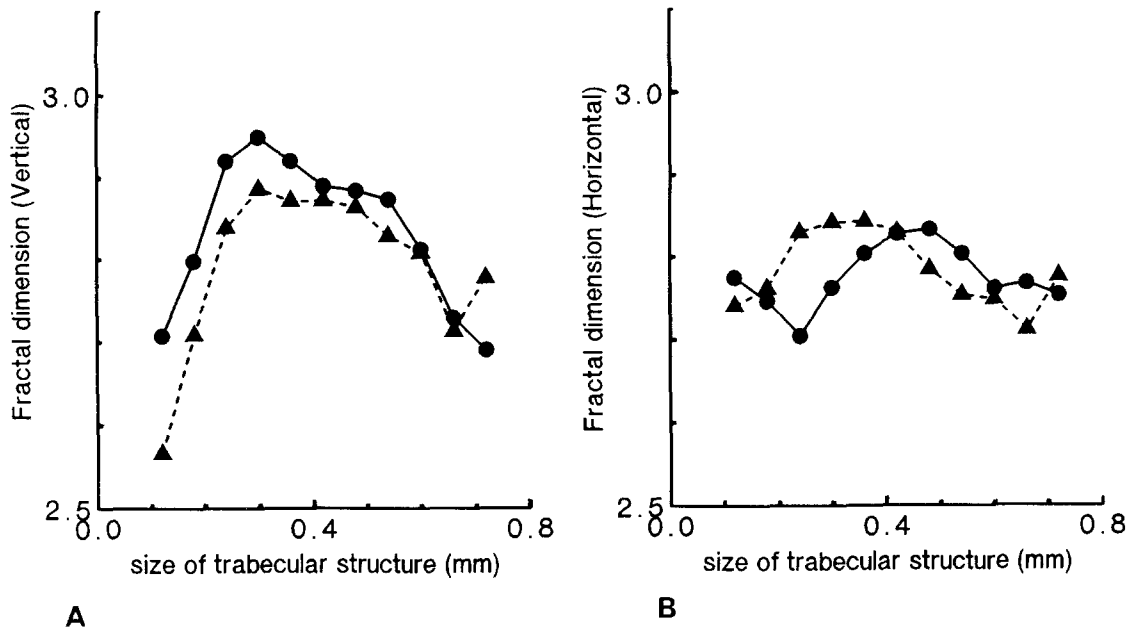 Fractal dimension (Vertical)
3.0
2.5
0.0
0.4
0.8
size of trabecular structure (mm)
A
Fractal dimension (Horizontal)
3.0
2.5
0.0
0.4
0.8
size of trabecular structure (mm)
B